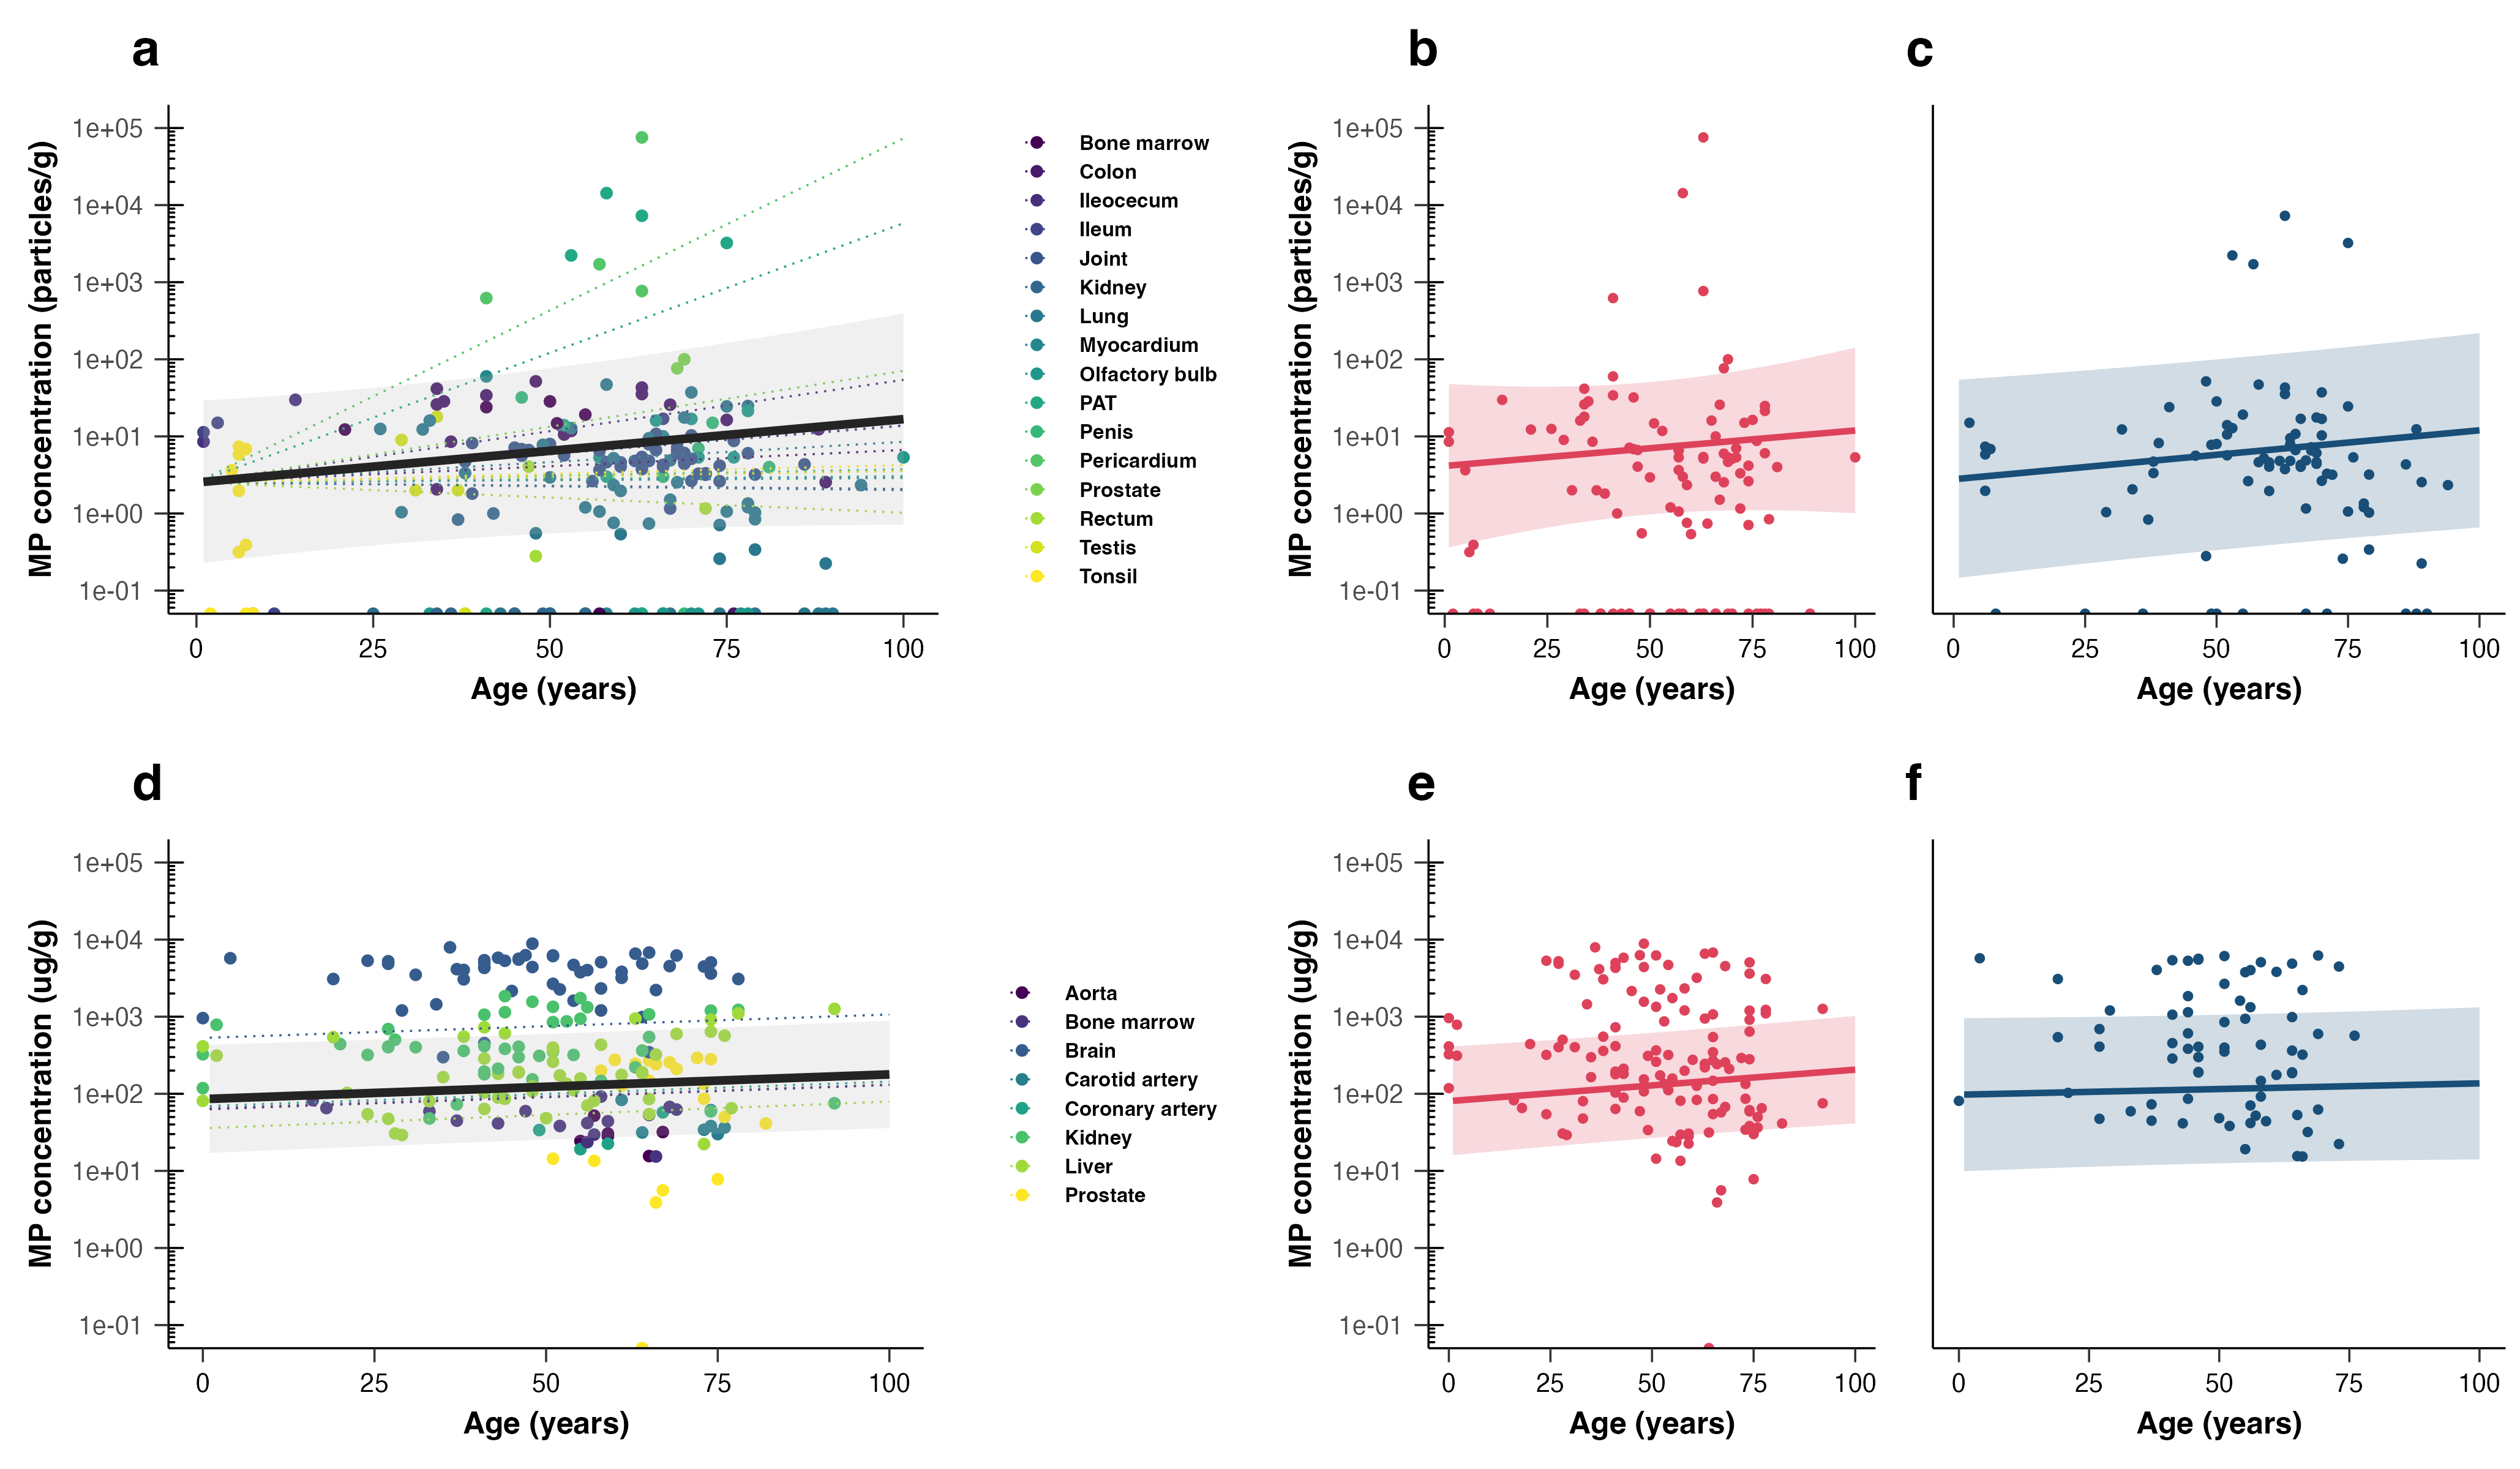 a
b
c
MP concentration (particles/g)
1e+05
1e+04
1e+03
1e+02
1e+01
1e+00
1e-01
0 25 50 75 100
Age (years)
Bone marrow
Colon
Ileocecum
Ileum
Joint
Kidney
Lung
Myocardium
Olfactory bulb
PAT
Penis
Pericardium
Prostate
Rectum
Testis
Tonsil
MP concentration (particles/g)
1e+05
1e+04
1e+03
1e+02
1e+01
1e+00
1e-01
0 25 50 75 100
Age (years)
0 25 50 75 100
Age (years)
d
e
f
MP concentration (ug/g)
1e+05
1e+04
1e+03
1e+02
1e+01
1e+00
1e-01
0 25 50 75 100
Age (years)
Aorta
Bone marrow
Brain
Carotid artery
Coronary artery
Kidney
Liver
Prostate
MP concentration (ug/g)
1e+05
1e+04
1e+03
1e+02
1e+01
1e+00
1e-01
0 25 50 75 100
Age (years)
0 25 50 75 100
Age (years)